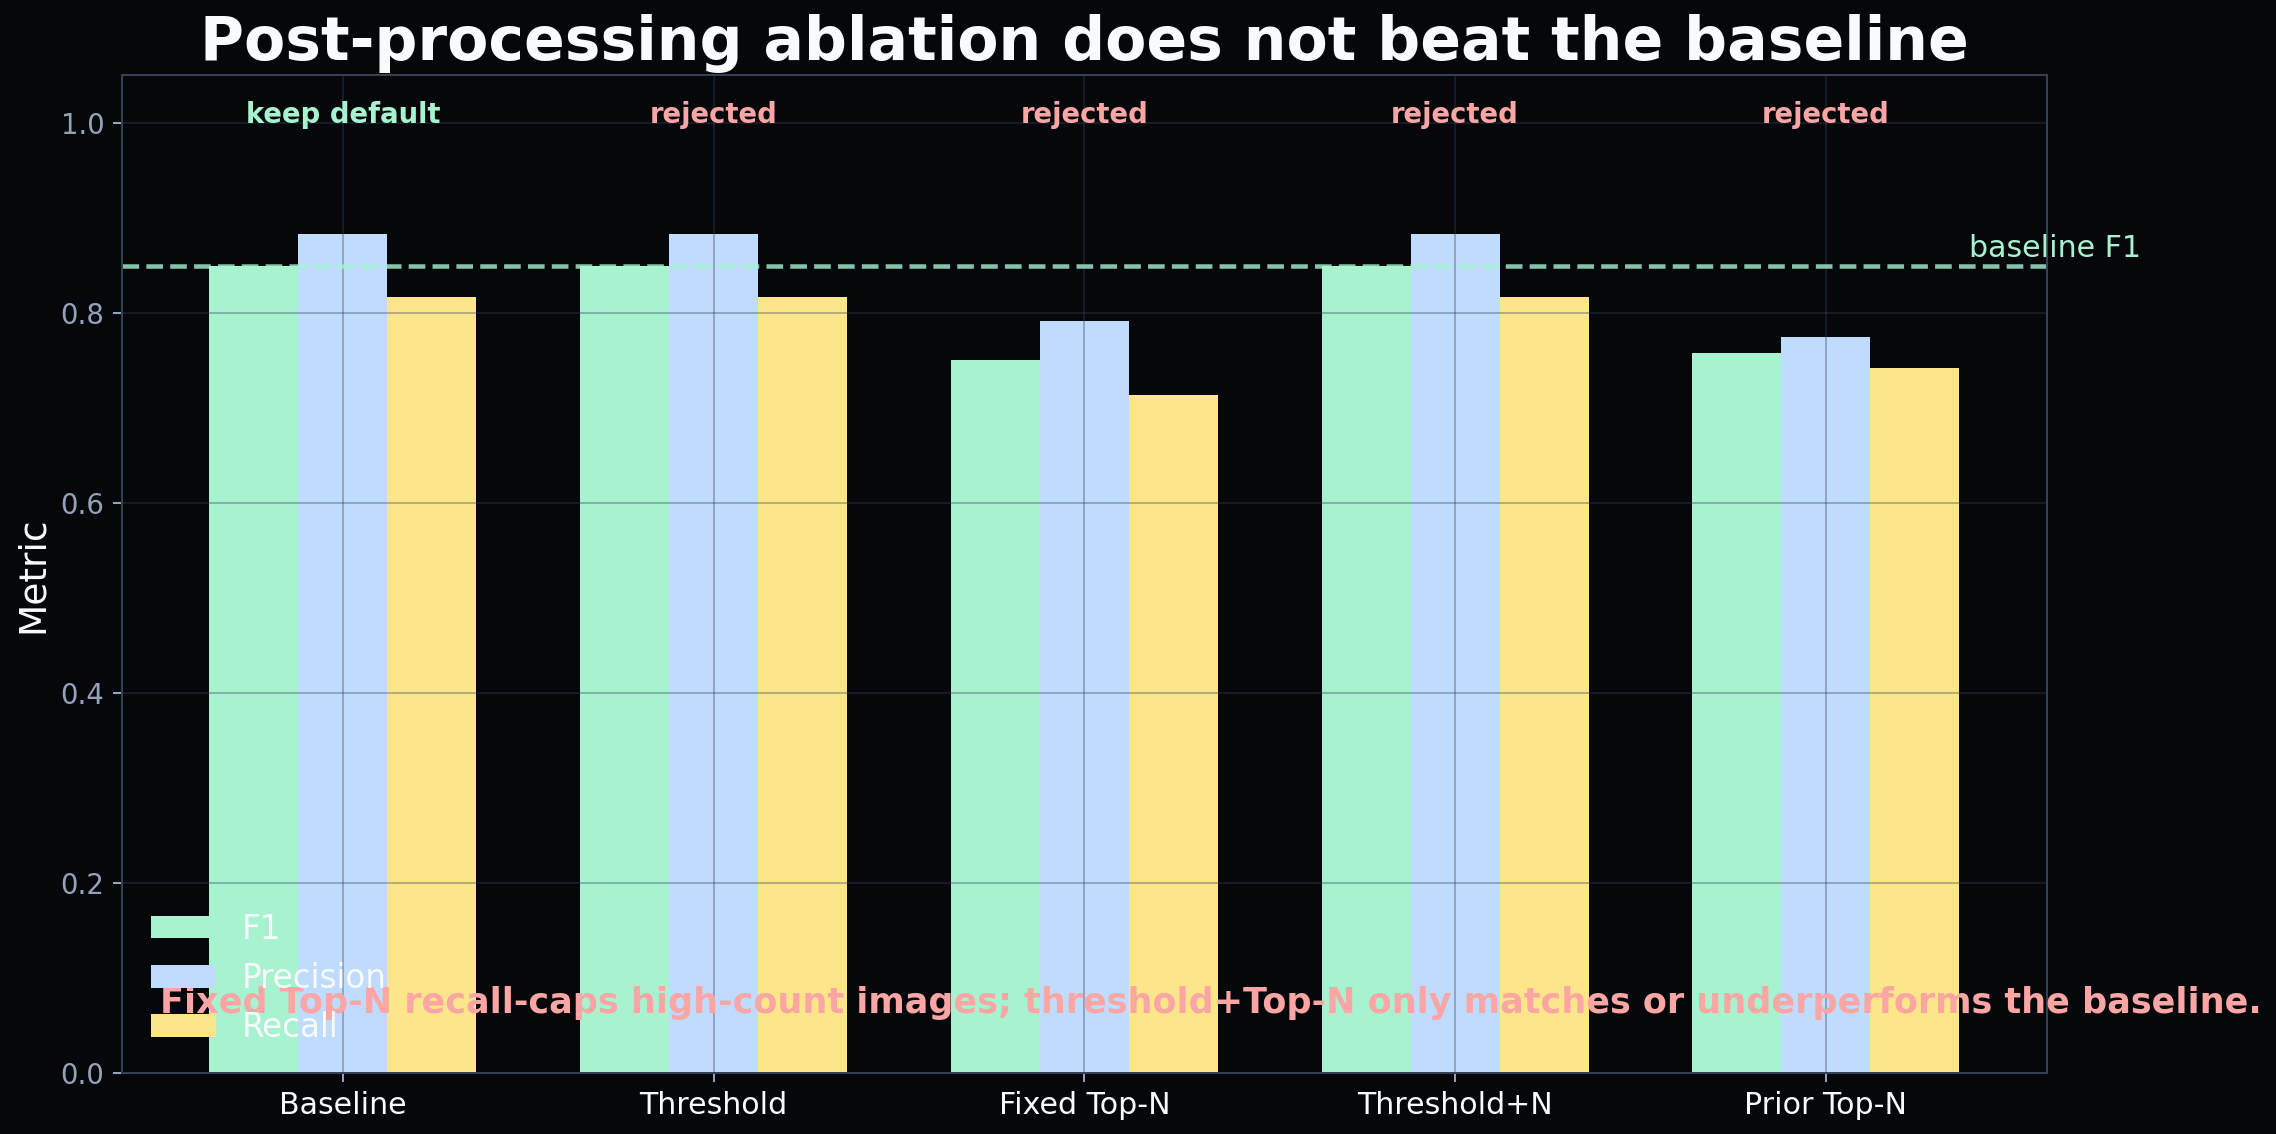 Post-processing ablation does not beat the baseline
keep default
rejected
rejected
rejected
rejected
baseline F1
Metric
1.0
0.8
0.6
0.4
0.2
0.0
F1
Precision
Recall
Fixed Top-N recall-caps high-count images; threshold+Top-N only matches or underperforms the baseline.
Baseline
Threshold
Fixed Top-N
Threshold+N
Prior Top-N